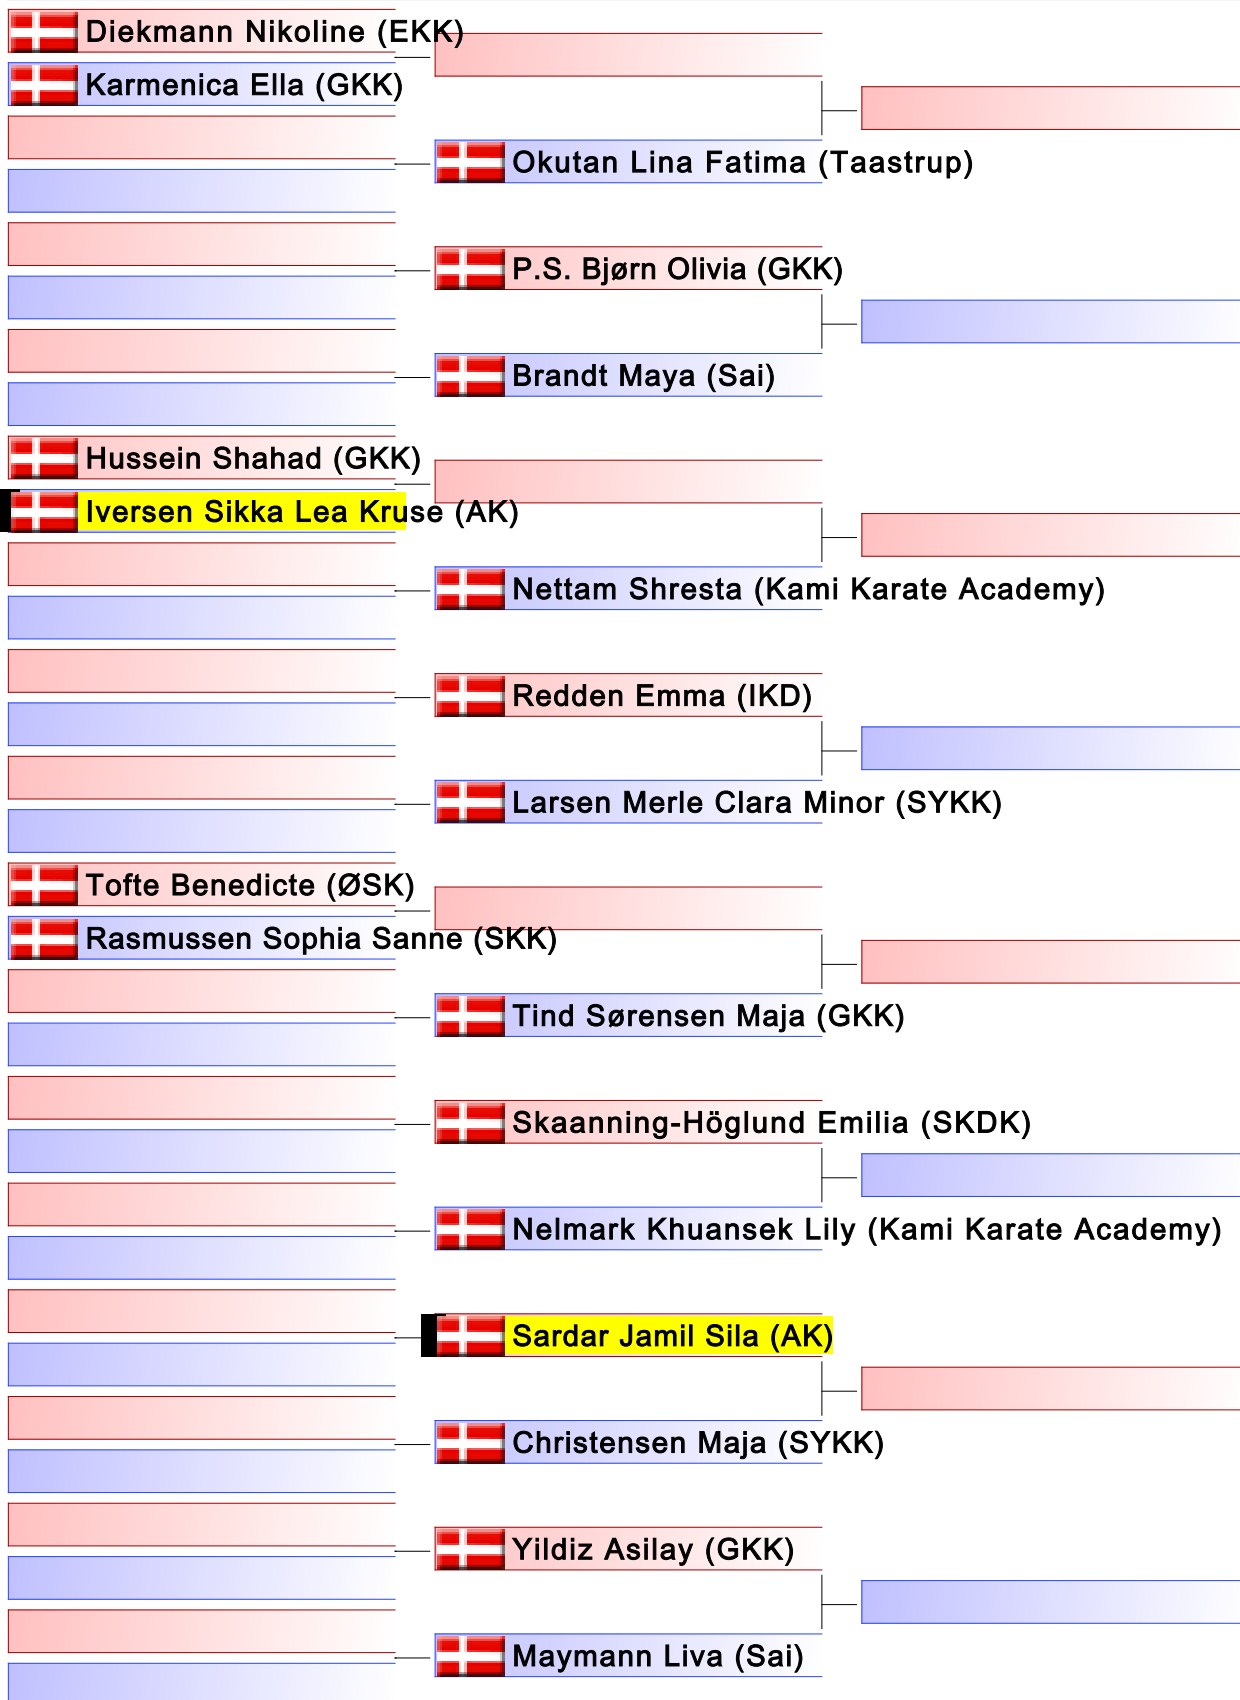 Diekmann Nikoline (EKK)
Karmenica Ella (GKK)
Okutan Lina Fatima (Taastrup)
P.S. Bjørn Olivia (GKK)
Brandt Maya (Sai)
Hussein Shahad (GKK)
Iversen Sikka Lea Kruse (AK)
Nettam Shresta (Kami Karate Academy)
Redden Emma (IKD)
Larsen Merle Clara Minor (SYKK)
Tofte Benedicte (ØSK)
Rasmussen Sophia Sanne (SKK)
Tind Sørensen Maja (GKK)
Skaanning-Höglund Emilia (SKDK)
Nelmark Khuansek Lily (Kami Karate Academy)
Sardar Jamil Sila (AK)
Christensen Maja (SYKK)
Yildiz Asilay (GKK)
Maymann Liva (Sai)